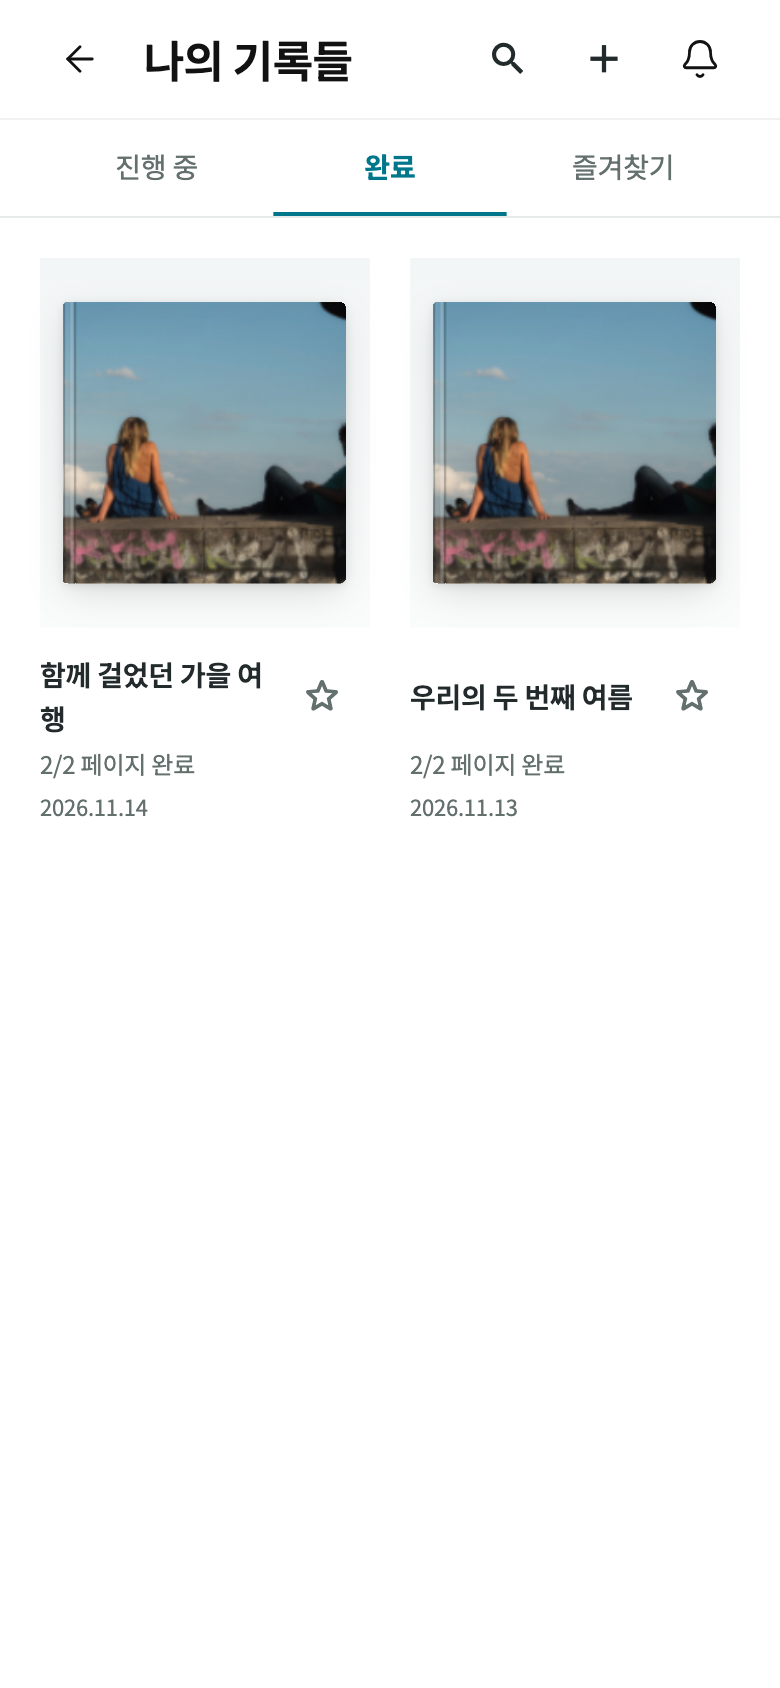 나의 기록들
진행 중
완료
즐겨찾기
함께 걸었던 가을 여
행
2/2 페이지 완료
2026.11.14
우리의 두 번째 여름
2/2 페이지 완료
2026.11.13